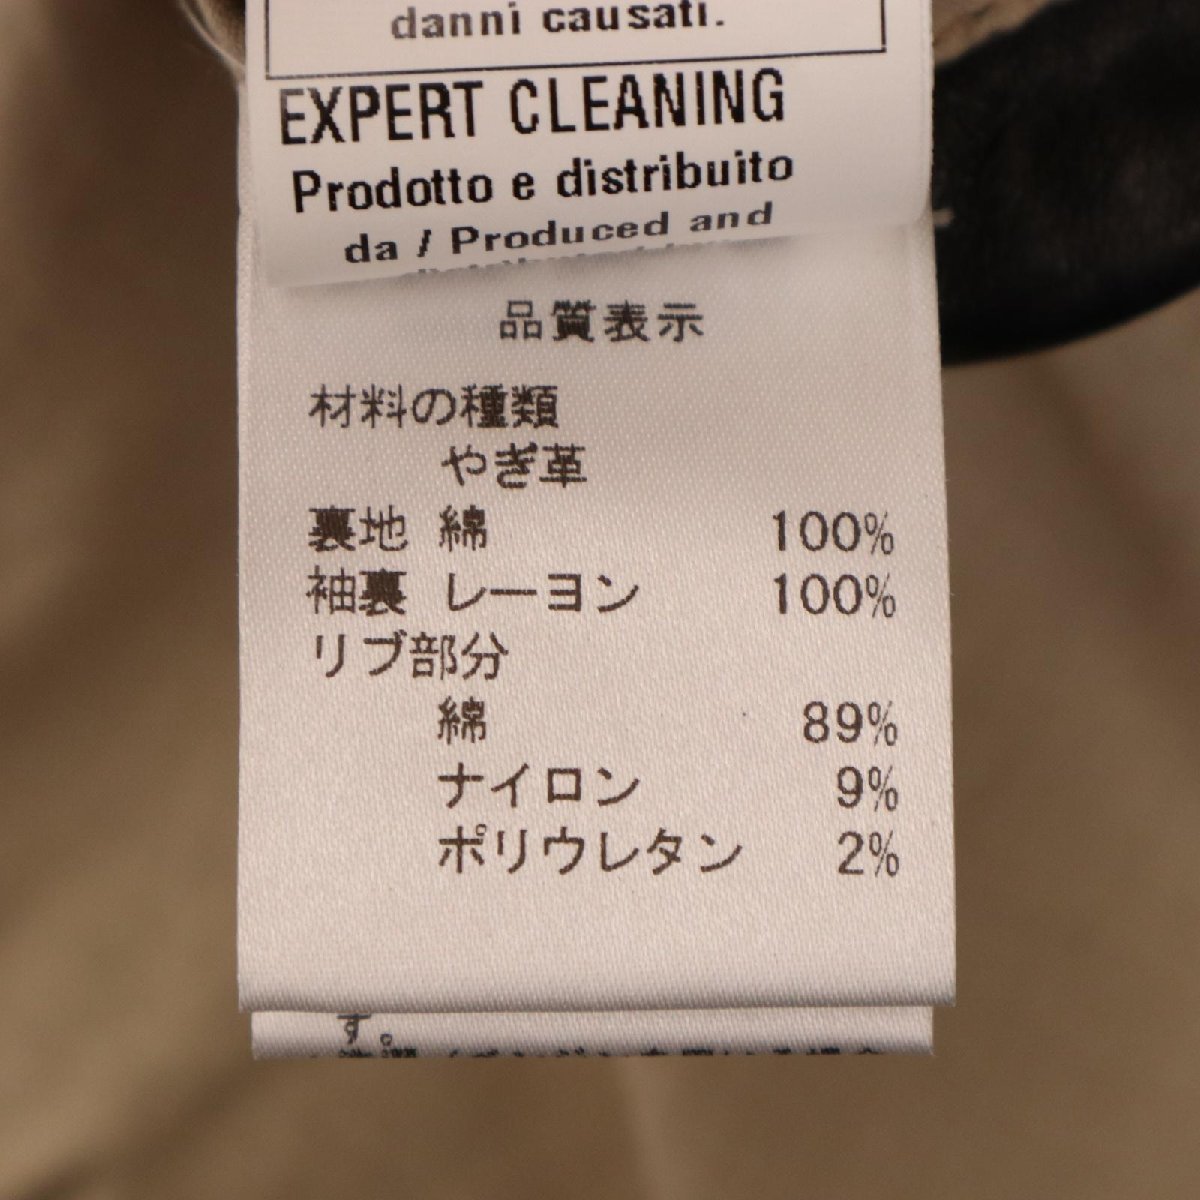 danni causati.
EXPERT CLEANING
Prodotto e distribuito
da / Produced and
品質表示
材料の種類
やぎ革
裏地 綿 100%
袖裏 レーヨン 100%
リブ部分
綿 89%
ナイロン 9%
ポリウレタン 2%
す。